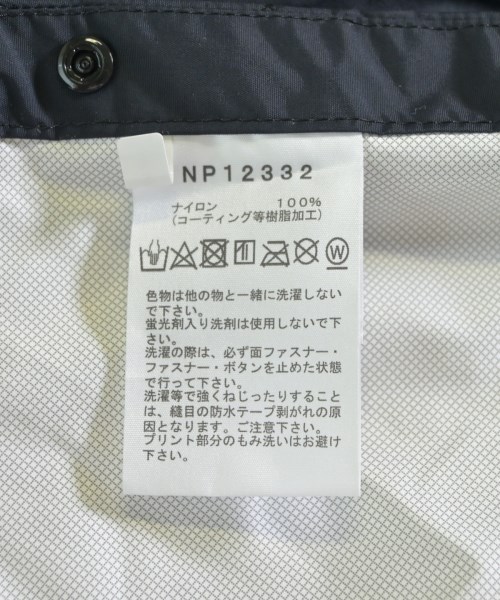 NP12332
ナイロン 100%
(コーティング等樹脂加工)
W
色物は他の物と一緒に洗濯しない
で下さい。
蛍光剤入り洗剤は使用しないで下
さい。
洗濯の際は、必ず面ファスナー・
ファスナー・ボタンを止めた状態
で行って下さい。
洗濯等で強くねじったりすること
は、縫目の防水テープ剥がれの原
因となります。ご注意下さい。
プリント部分のもみ洗いはお避け
下さい。